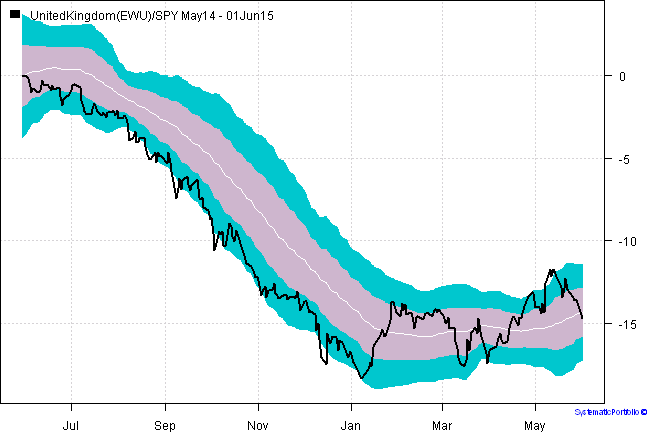 UnitedKingdom(EWU)/SPY May14 - 01Jun15
0
-5
-10
-15
Jul Sep Nov Jan Mar May
SystematicPortfolio ©